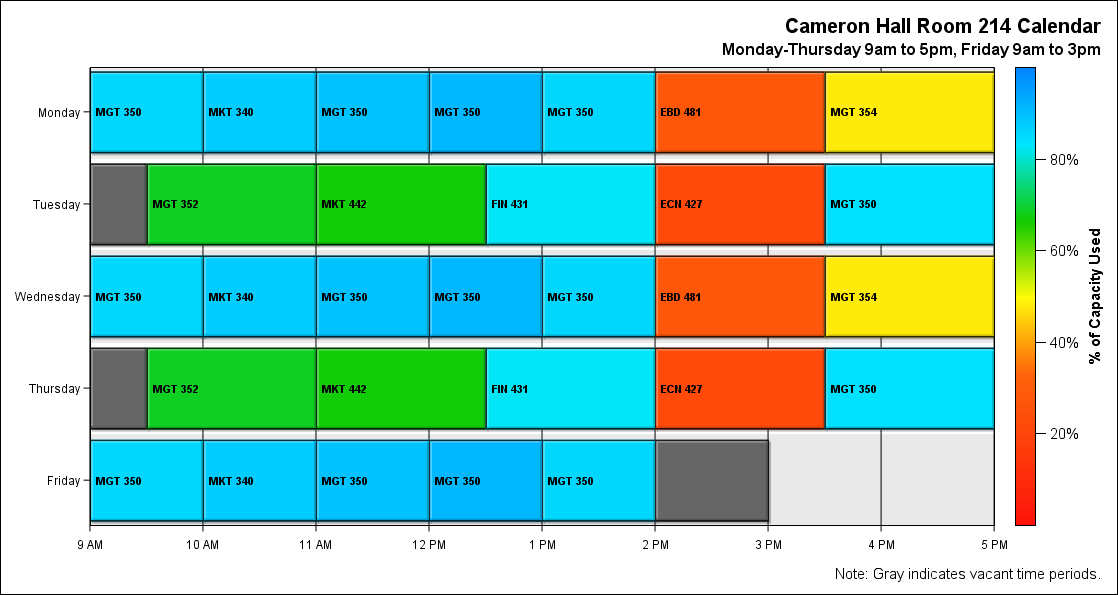 Cameron Hall Room 214 Calendar
Monday-Thursday 9am to 5pm, Friday 9am to 3pm
Monday
MGT 350 MKT 340 MGT 350 MGT 350 MGT 350 EBD 481 MGT 354
Tuesday
MGT 352 MKT 442 FIN 431 ECN 427 MGT 350
Wednesday
MGT 350 MKT 340 MGT 350 MGT 350 MGT 350 EBD 481 MGT 354
Thursday
MGT 352 MKT 442 FIN 431 ECN 427 MGT 350
Friday
MGT 350 MKT 340 MGT 350 MGT 350 MGT 350
9 AM 10 AM 11 AM 12 PM 1 PM 2 PM 3 PM 4 PM 5 PM
80%
60%
40%
20%
% of Capacity Used
Note: Gray indicates vacant time periods.